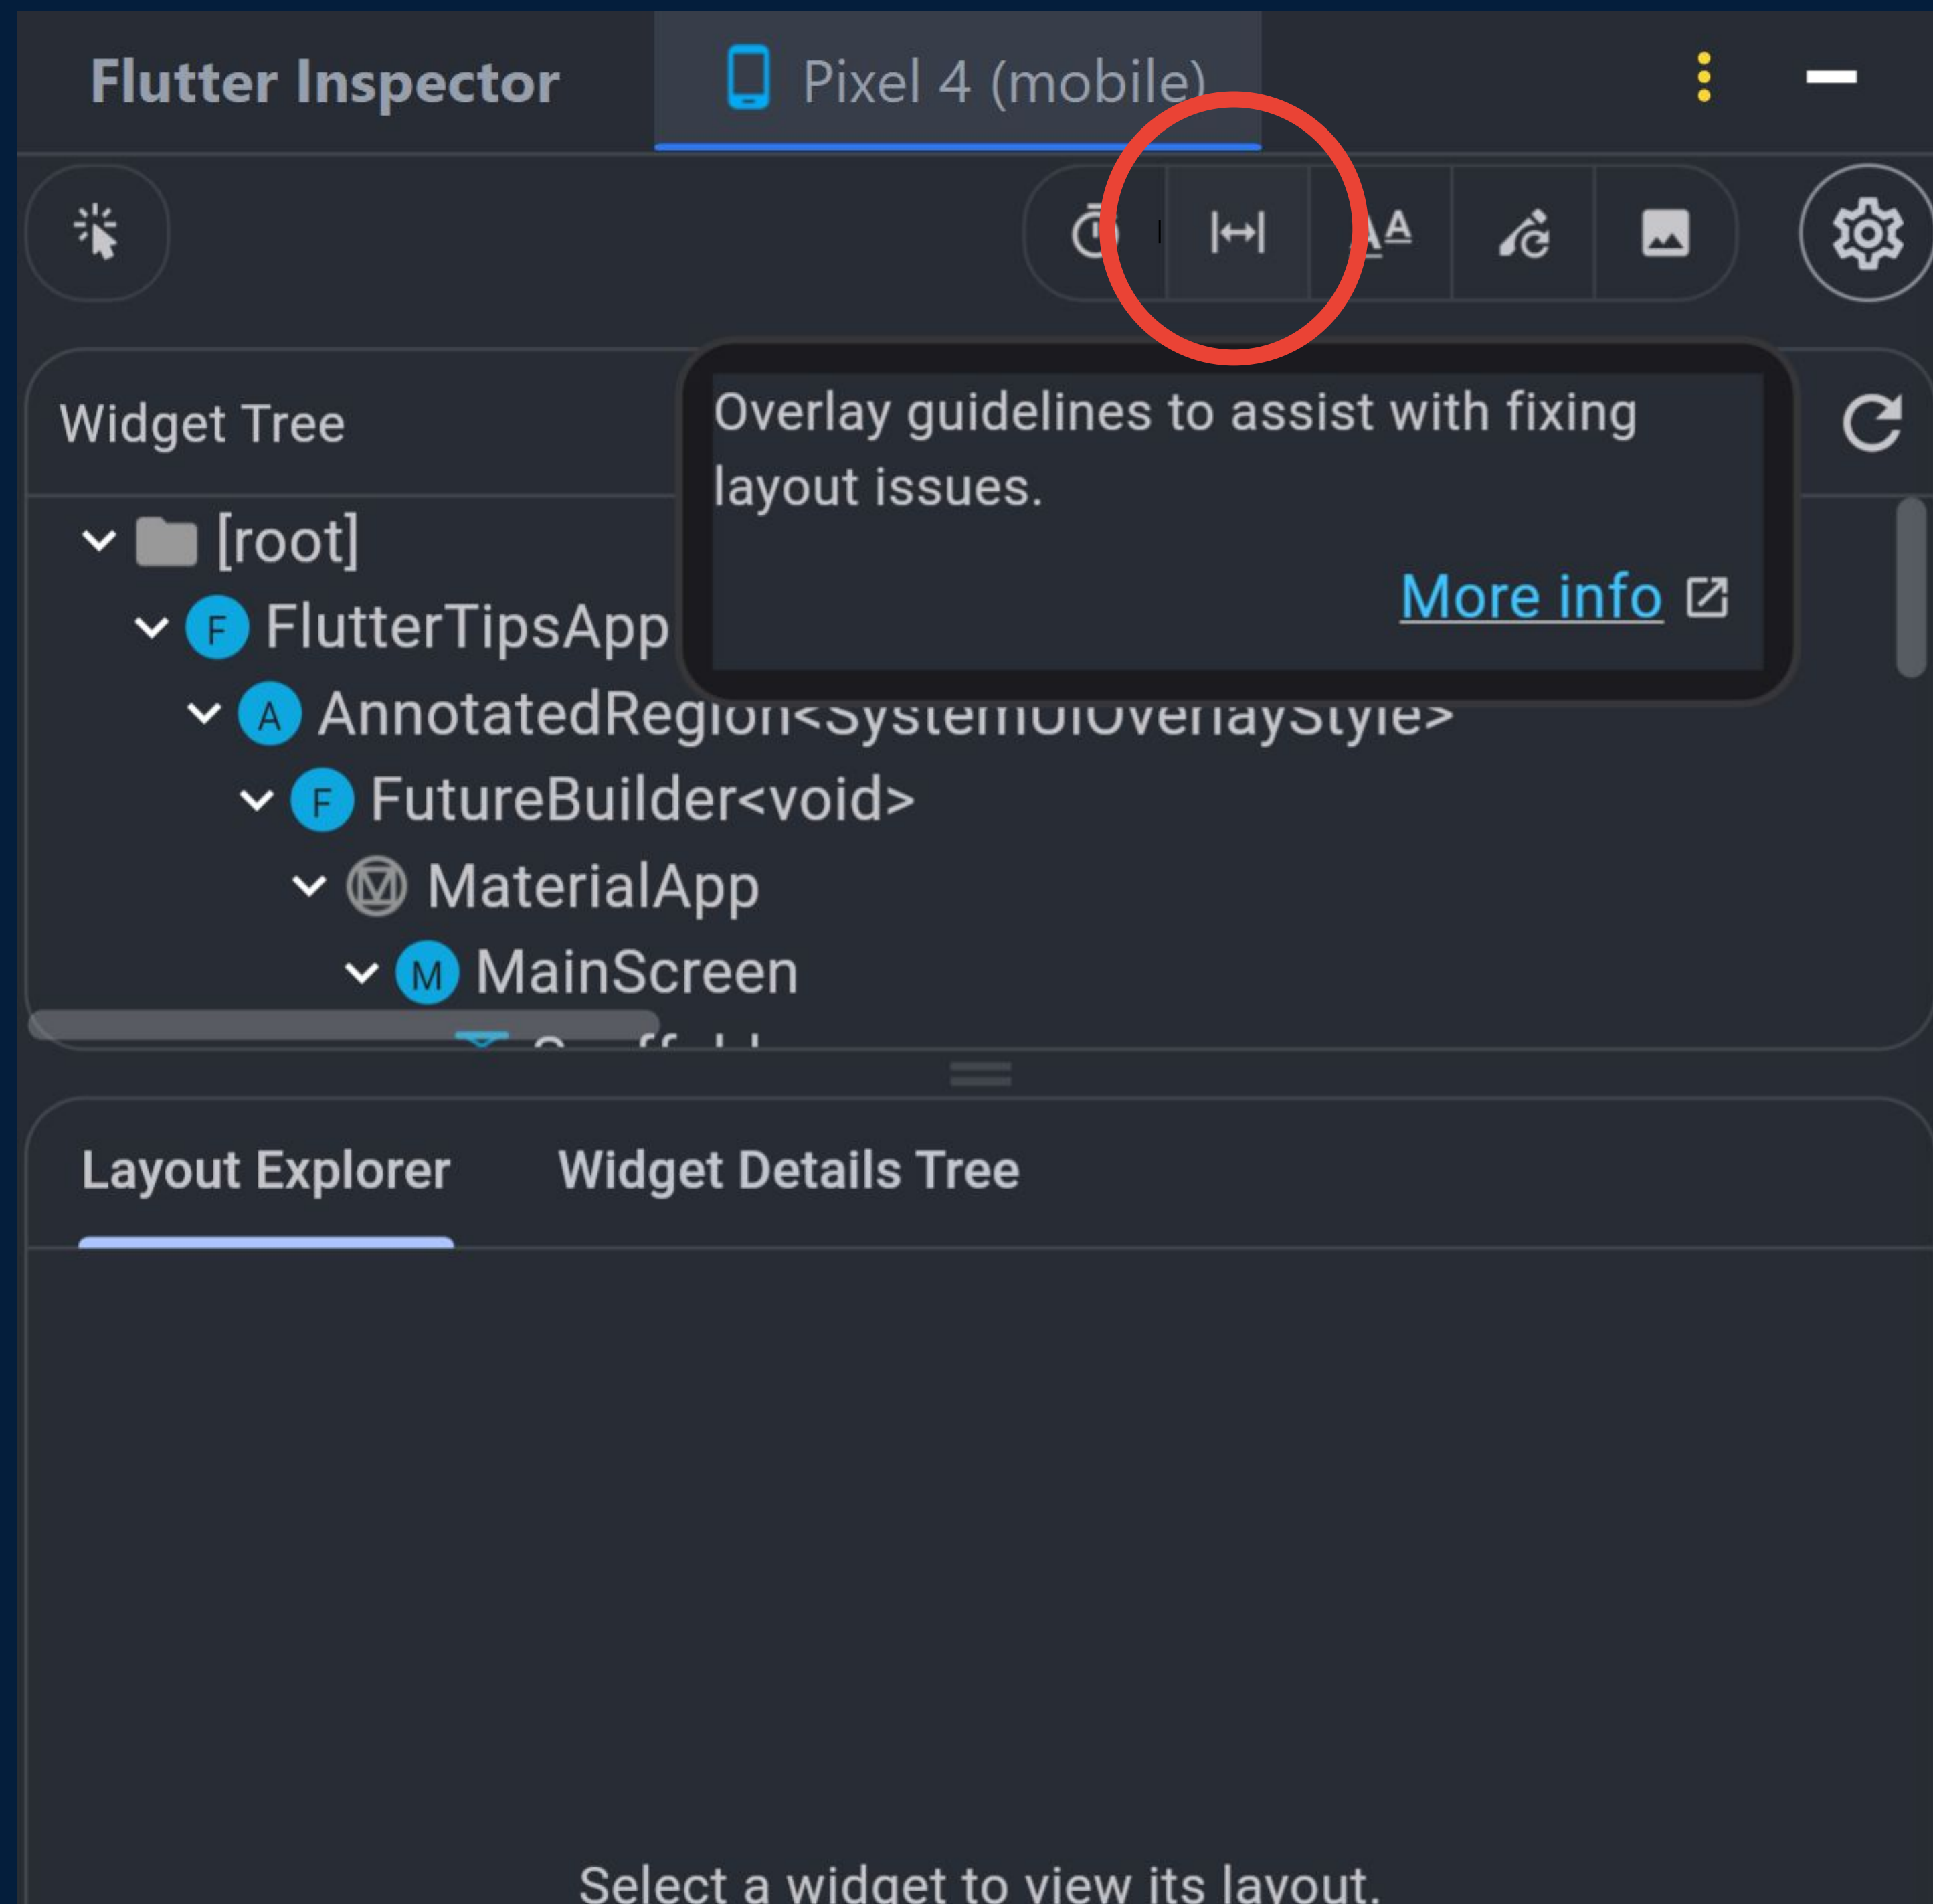 Flutter Inspector
Pixel 4 (mobile)
Widget Tree
Overlay guidelines to assist with fixing
layout issues.
More info
[root]
F FlutterTipsApp
A AnnotatedRegion<SystemUiOverlayStyle>
F FutureBuilder<void>
MaterialApp
M MainScreen
Layout Explorer
Widget Details Tree
Select a widget to view its layout.